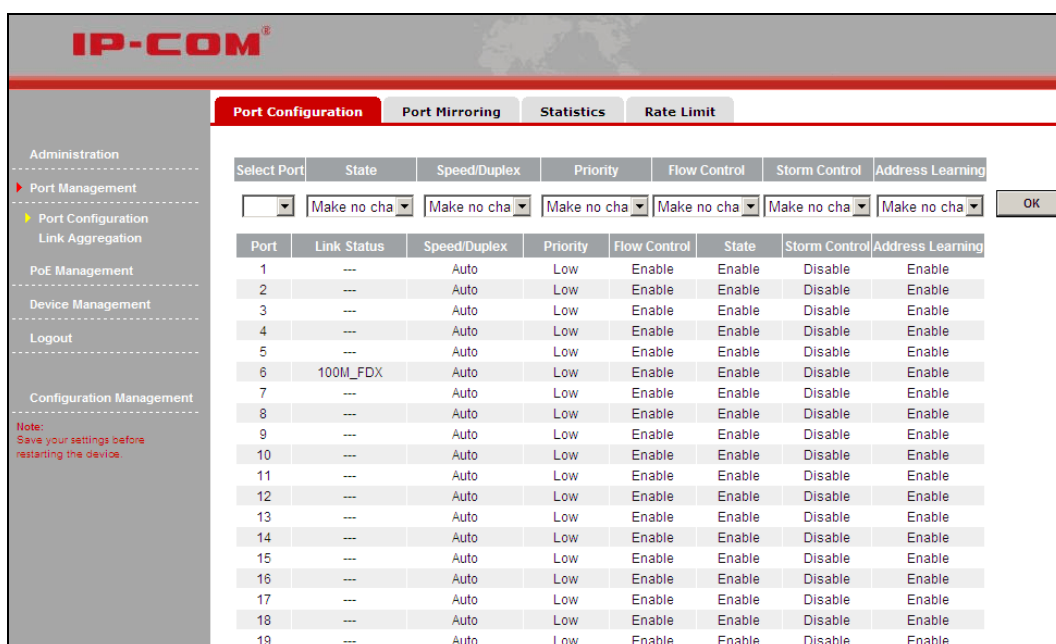 IP-COM®
Port Configuration Port Mirroring Statistics Rate Limit
Administration
Port Management
Port Configuration
Link Aggregation
PoE Management
Device Management
Logout
Configuration Management
Note:
Save your settings before
restarting the device.
Select Port State Speed/Duplex Priority Flow Control Storm Control Address Learning
Make no cha Make no cha Make no cha Make no cha Make no cha Make no cha OK
Port Link Status Speed/Duplex Priority Flow Control State Storm Control Address Learning
1 --- Auto Low Enable Enable Disable Enable
2 --- Auto Low Enable Enable Disable Enable
3 --- Auto Low Enable Enable Disable Enable
4 --- Auto Low Enable Enable Disable Enable
5 --- Auto Low Enable Enable Disable Enable
6 100M_FDX Auto Low Enable Enable Disable Enable
7 --- Auto Low Enable Enable Disable Enable
8 --- Auto Low Enable Enable Disable Enable
9 --- Auto Low Enable Enable Disable Enable
10 --- Auto Low Enable Enable Disable Enable
11 --- Auto Low Enable Enable Disable Enable
12 --- Auto Low Enable Enable Disable Enable
13 --- Auto Low Enable Enable Disable Enable
14 --- Auto Low Enable Enable Disable Enable
15 --- Auto Low Enable Enable Disable Enable
16 --- Auto Low Enable Enable Disable Enable
17 --- Auto Low Enable Enable Disable Enable
18 --- Auto Low Enable Enable Disable Enable
19 --- Auto Low Enable Enable Disable Enable